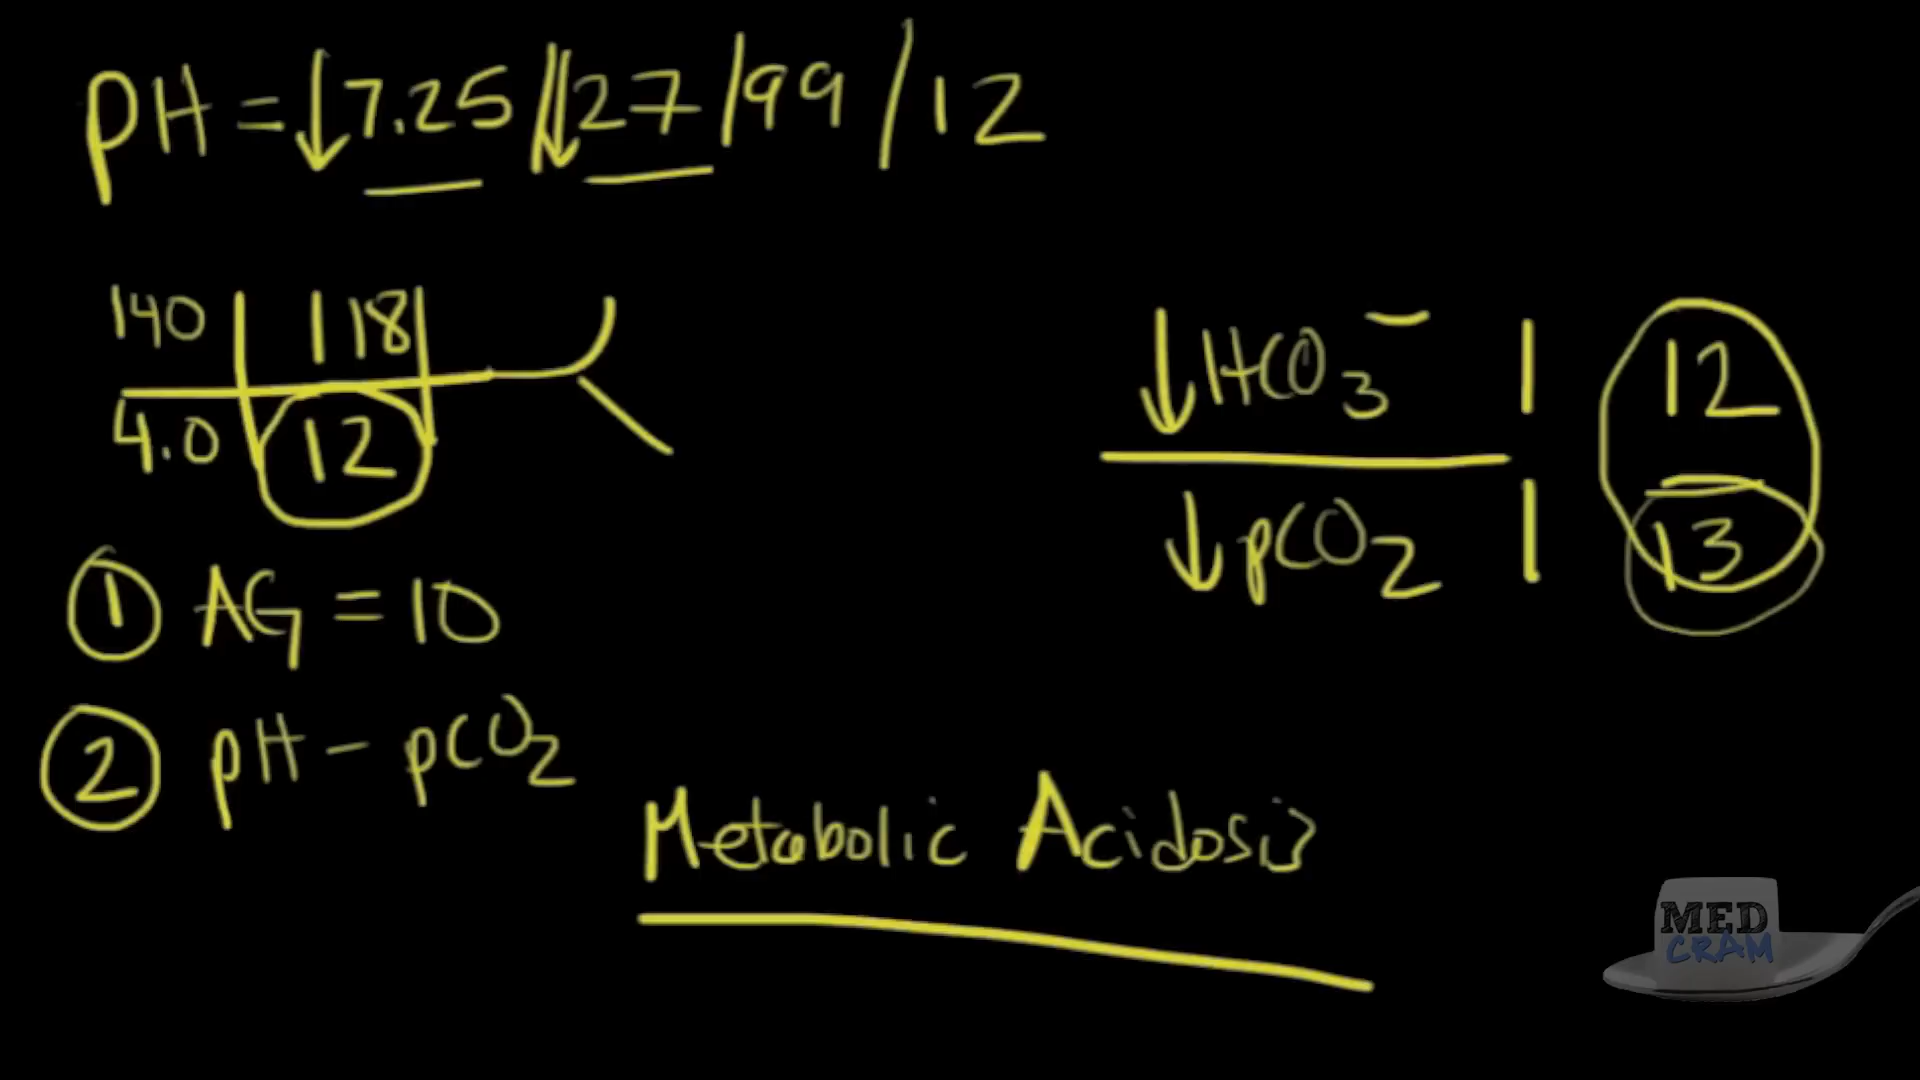 pH = ↓7.25 / ↓27 / 99 / 12
140 | 118
4.0 | 12
↓HCO3⁻ | 12
↓pCO2 | 13
① AG = 10
② pH - pCO2
Metabolic Acidosis
MED
CRAM